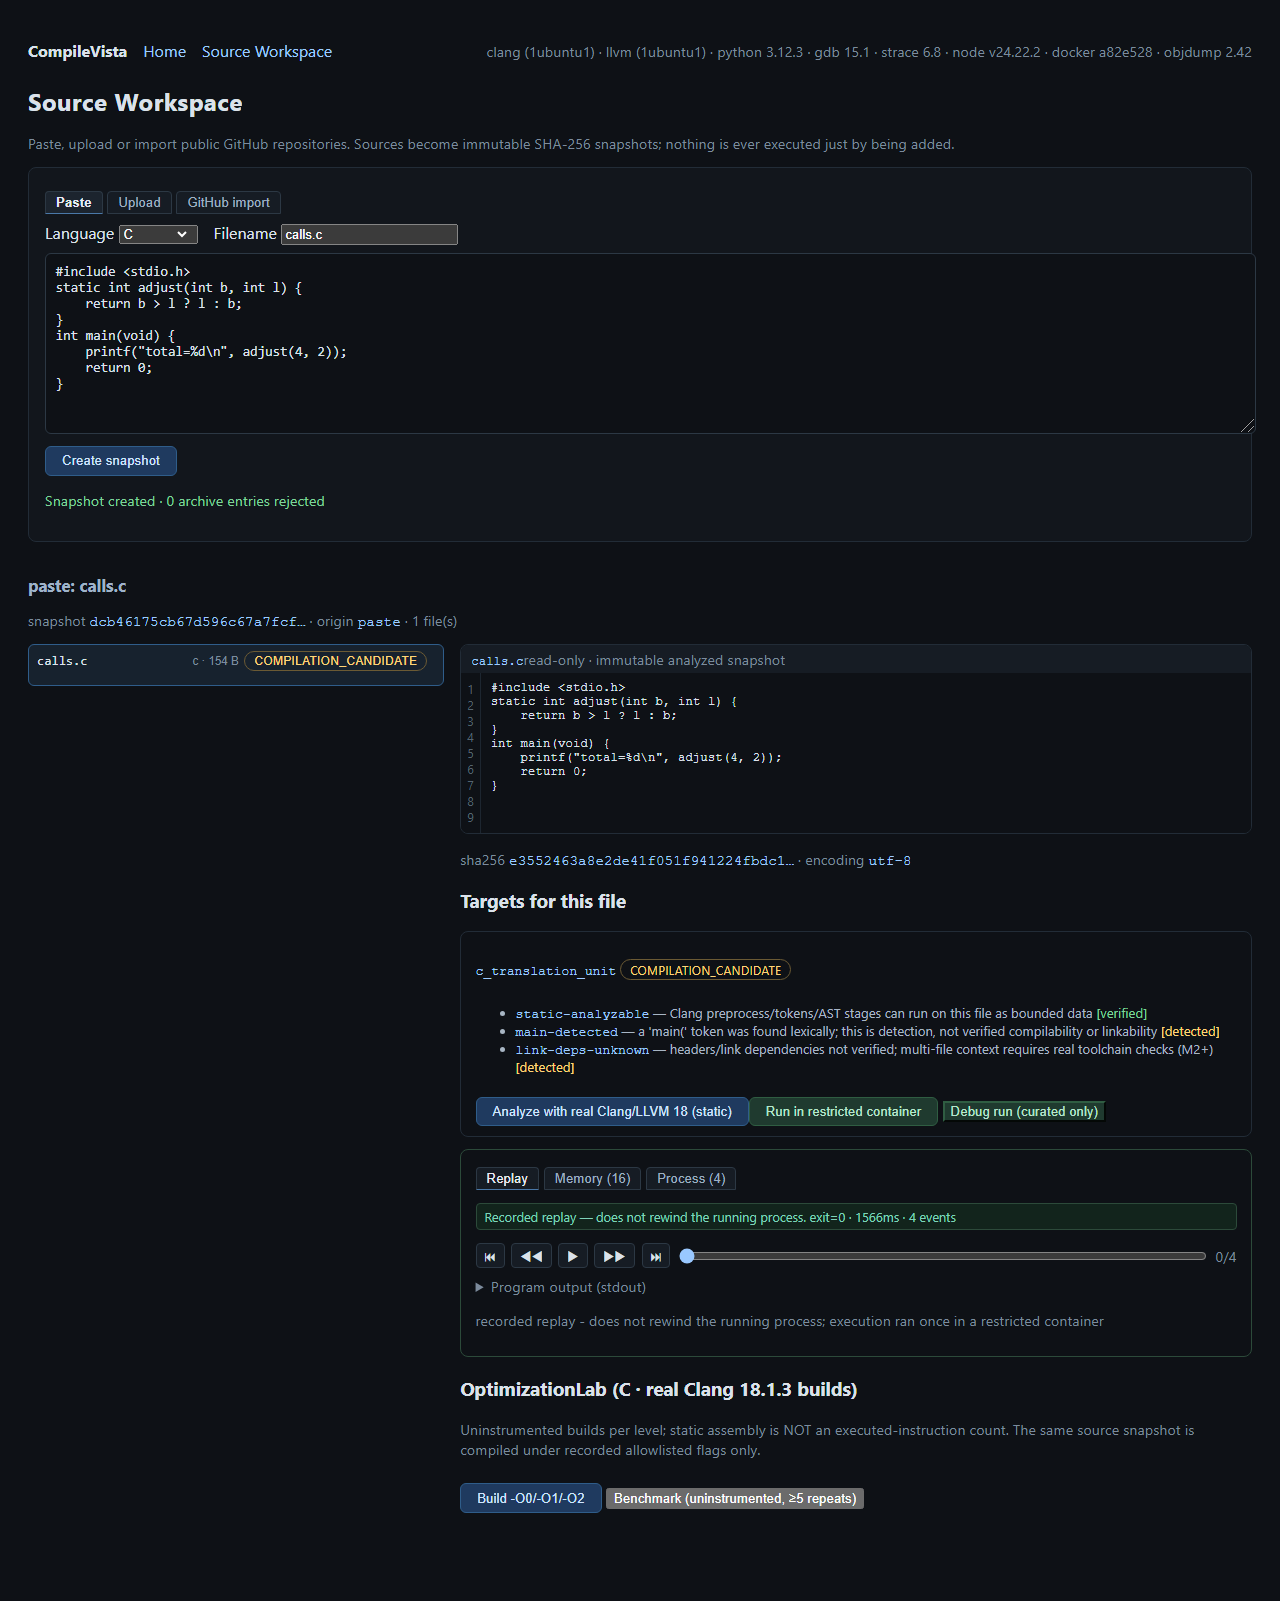 CompileVista Home Source Workspace clang (1ubuntu1) · llvm (1ubuntu1) · python 3.12.3 · gdb 15.1 · strace 6.8 · node v24.22.2 · docker a82e528 · objdump 2.42
Source Workspace
Paste, upload or import public GitHub repositories. Sources become immutable SHA-256 snapshots; nothing is ever executed just by being added.
Paste Upload GitHub import
Language C Filename calls.c
#include <stdio.h>
static int adjust(int b, int l) {
    return b > l ? l : b;
}
int main(void) {
    printf("total=%d\n", adjust(4, 2));
    return 0;
}
Create snapshot
Snapshot created · 0 archive entries rejected
paste: calls.c
snapshot dcb46175cb67d596c67a7fcf… · origin paste · 1 file(s)
calls.c c · 154 B COMPILATION_CANDIDATE
calls.cread-only · immutable analyzed snapshot
1 #include <stdio.h>
2 static int adjust(int b, int l) {
3     return b > l ? l : b;
4 }
5 int main(void) {
6     printf("total=%d\n", adjust(4, 2));
7     return 0;
8 }
9
sha256 e3552463a8e2de41f051f941224fbdc1… · encoding utf-8
Targets for this file
c_translation_unit COMPILATION_CANDIDATE
• static-analyzable — Clang preprocess/tokens/AST stages can run on this file as bounded data [verified]
• main-detected — a 'main(' token was found lexically; this is detection, not verified compilability or linkability [detected]
• link-deps-unknown — headers/link dependencies not verified; multi-file context requires real toolchain checks (M2+)
[detected]
Analyze with real Clang/LLVM 18 (static) Run in restricted container Debug run (curated only)
Replay Memory (16) Process (4)
Recorded replay — does not rewind the running process. exit=0 · 1566ms · 4 events
⏮ ◀◀ ▶ ▶▶ ⏭ 0/4
▶ Program output (stdout)
recorded replay - does not rewind the running process; execution ran once in a restricted container
OptimizationLab (C · real Clang 18.1.3 builds)
Uninstrumented builds per level; static assembly is NOT an executed-instruction count. The same source snapshot is
compiled under recorded allowlisted flags only.
Build -O0/-O1/-O2 Benchmark (uninstrumented, ≥5 repeats)